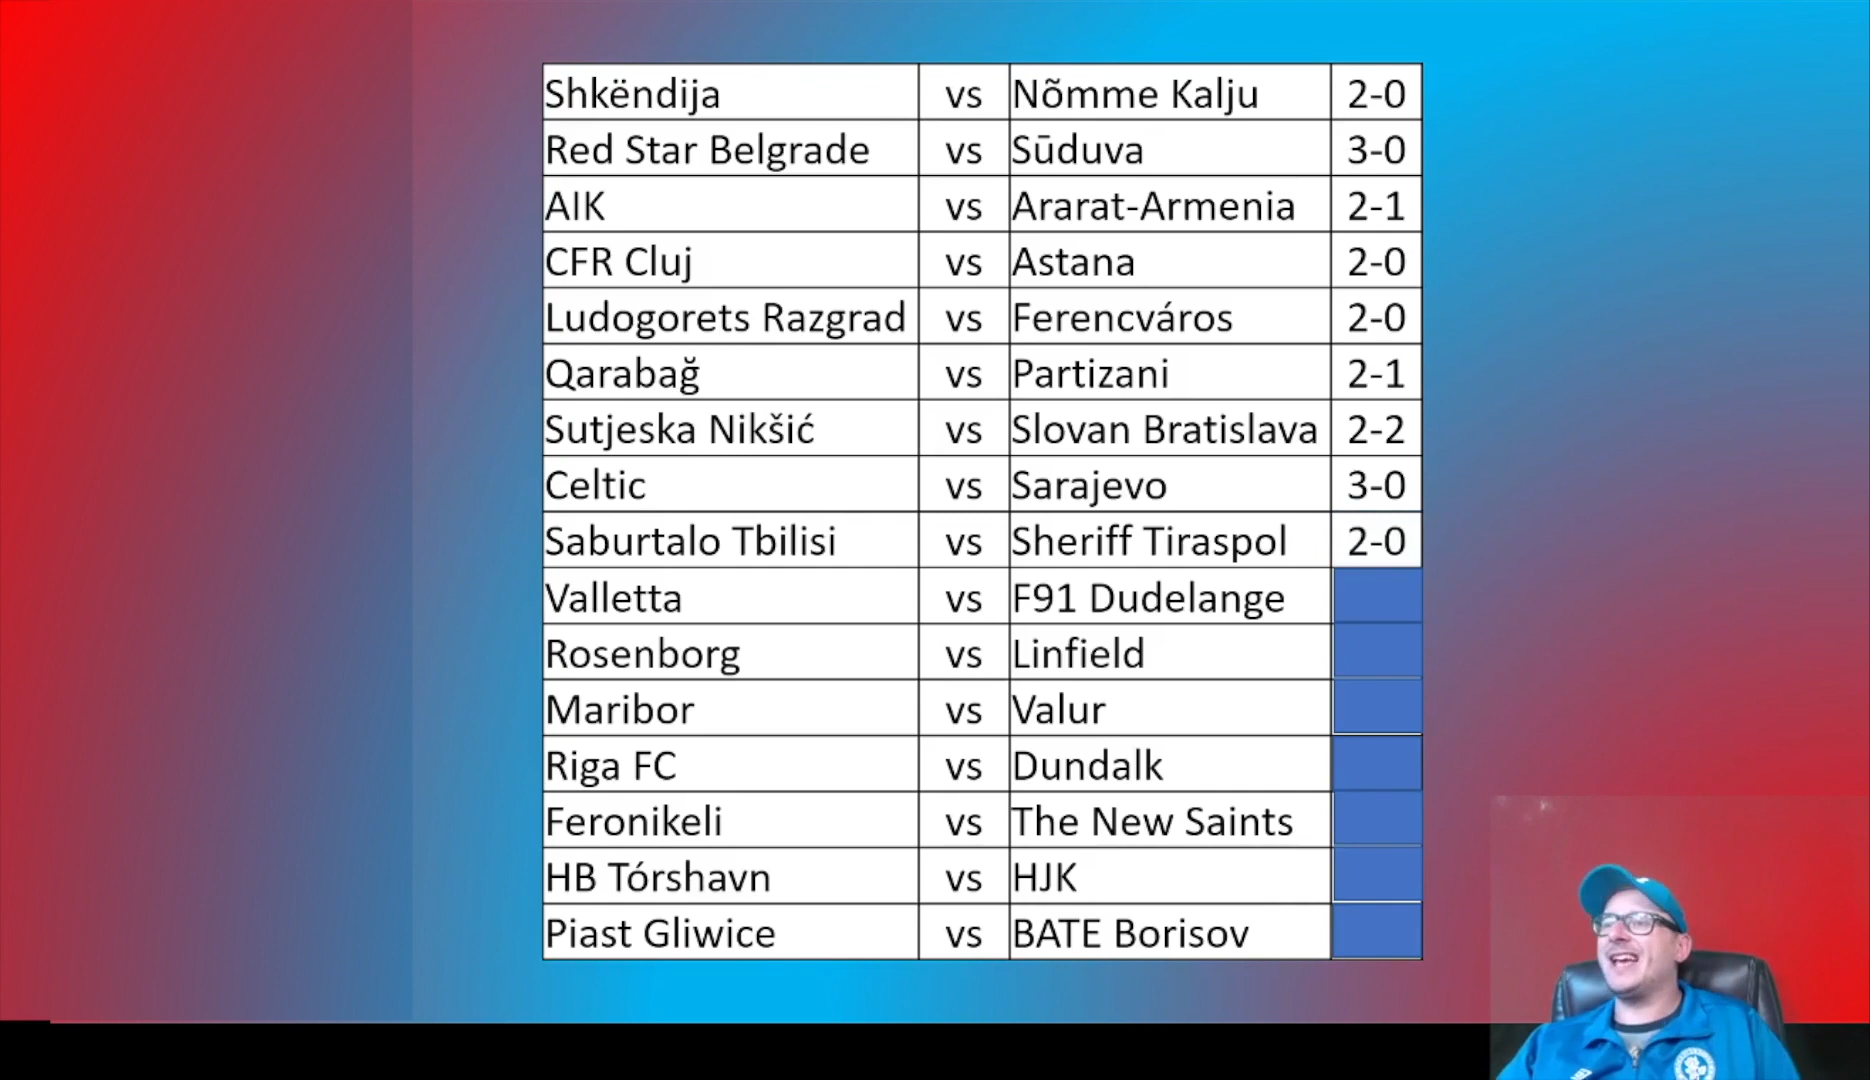 Shkëndija vs Nõmme Kalju 2-0
Red Star Belgrade vs Sūduva 3-0
AIK vs Ararat-Armenia 2-1
CFR Cluj vs Astana 2-0
Ludogorets Razgrad vs Ferencváros 2-0
Qarabağ vs Partizani 2-1
Sutjeska Nikšić vs Slovan Bratislava 2-2
Celtic vs Sarajevo 3-0
Saburtalo Tbilisi vs Sheriff Tiraspol 2-0
Valletta vs F91 Dudelange
Rosenborg vs Linfield
Maribor vs Valur
Riga FC vs Dundalk
Feronikeli vs The New Saints
HB Tórshavn vs HJK
Piast Gliwice vs BATE Borisov